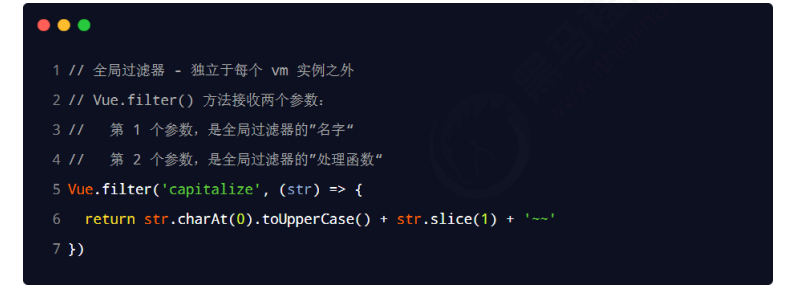 1 // 全局过滤器 - 独立于每个 vm 实例之外
2 // Vue.filter() 方法接收两个参数：
3 //   第 1 个参数，是全局过滤器的”名字“
4 //   第 2 个参数，是全局过滤器的”处理函数“
5 Vue.filter('capitalize', (str) => {
6   return str.charAt(0).toUpperCase() + str.slice(1) + '~~'
7 })